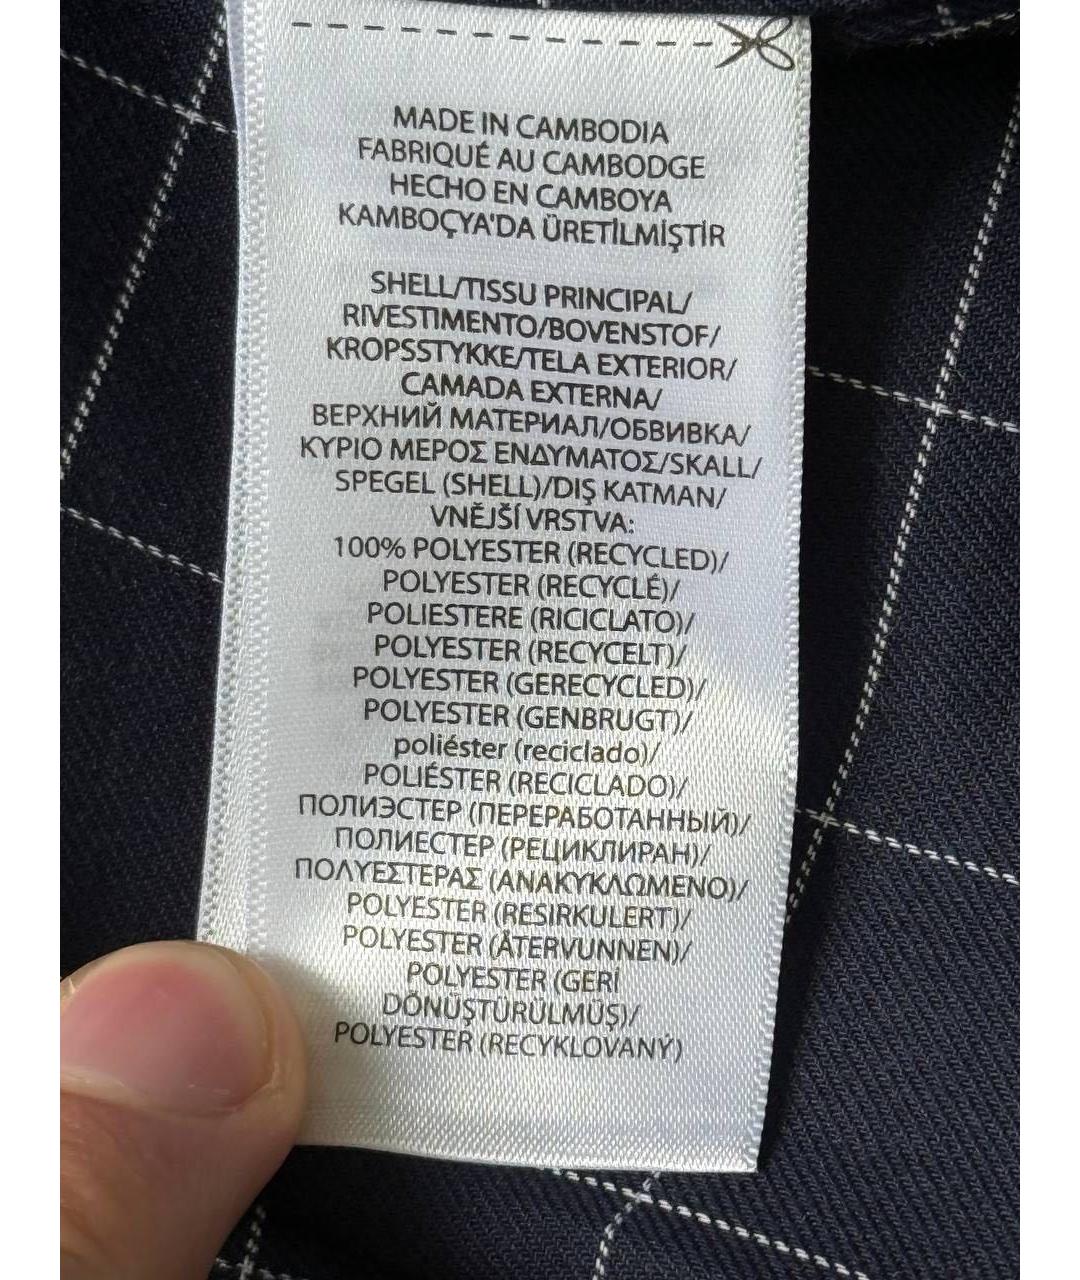 MADE IN CAMBODIA
FABRIQUÉ AU CAMBODGE
HECHO EN CAMBOYA
KAMBOÇYA'DA ÜRETİLMİŞTİR
SHELL/TISSU PRINCIPAL/
RIVESTIMENTO/BOVENSTOF/
KROPSSTYKKE/TELA EXTERIOR/
CAMADA EXTERNA/
ВЕРХНИЙ МАТЕРИАЛ/ОБВИВКА/
ΚΥΡΙΟ ΜΕΡΟΣ ΕΝΔΥΜΑΤΟΣ/SKALL/
SPEGEL (SHELL)/DIŞ KATMAN/
VNĚJŠÍ VRSTVA:
100% POLYESTER (RECYCLED)/
POLYESTER (RECYCLÉ)/
POLIESTERE (RICICLATO)/
POLYESTER (RECYCELT)/
POLYESTER (GERECYCLED)/
POLYESTER (GENBRUGT)/
poliéster (reciclado)/
POLIÉSTER (RECICLADO)/
ПОЛИЭСТЕР (ПЕРЕРАБОТАННЫЙ)/
ПОЛИЕСТЕР (РЕЦИКЛИРАН)/
ΠΟΛΥΕΣΤΕΡΑΣ (ΑΝΑΚΥΚΛΩΜΕΝΟ)/
POLYESTER (RESIRKULERT)/
POLYESTER (ÅTERVUNNEN)/
POLYESTER (GERİ
DÖNÜŞTÜRÜLMÜŞ)/
POLYESTER (RECYKLOVANÝ)